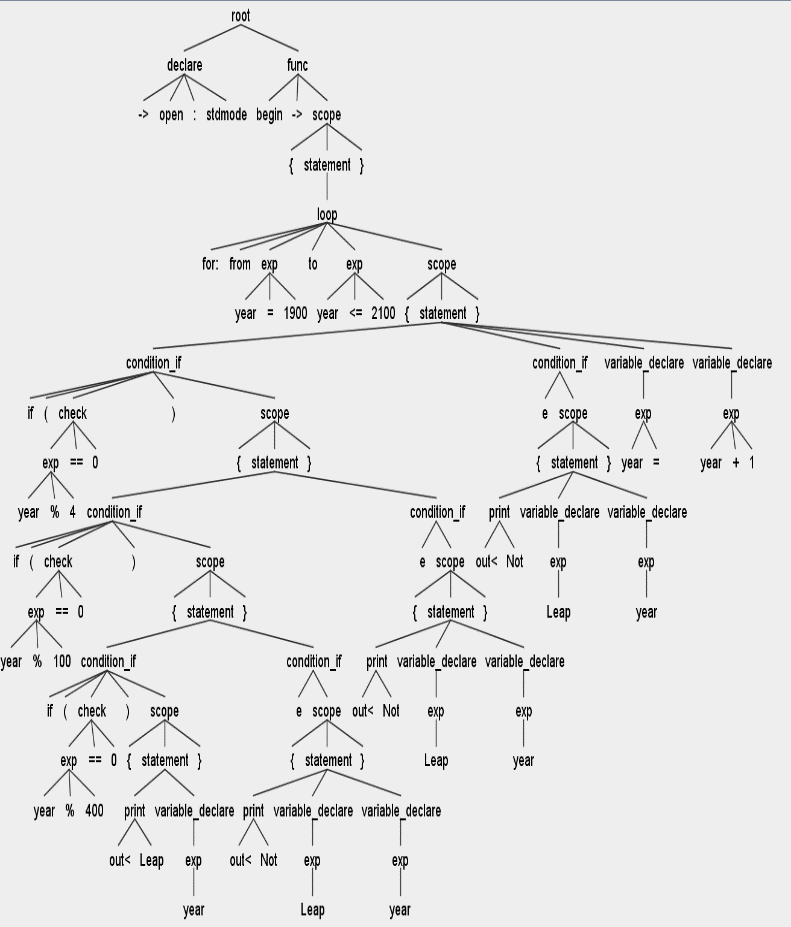 root
declare func
-> open : stdmode begin -> scope
{ statement }
loop
for: from exp to exp scope
year = 1900 year <= 2100 { statement }
condition_if condition_if variable_declare variable_declare
if ( check ) scope e scope exp exp
exp == 0 { statement } { statement } year = year + 1
year % 4 condition_if condition_if print variable_declare variable_declare
if ( check ) scope e scope out< Not exp exp
exp == 0 { statement } { statement } Leap year
year % 100 condition_if condition_if print variable_declare variable_declare
if ( check ) scope e scope out< Not exp exp
exp == 0 { statement } { statement } Leap year
year % 400 print variable_declare print variable_declare variable_declare
out< Leap exp out< Not exp exp
year Leap year